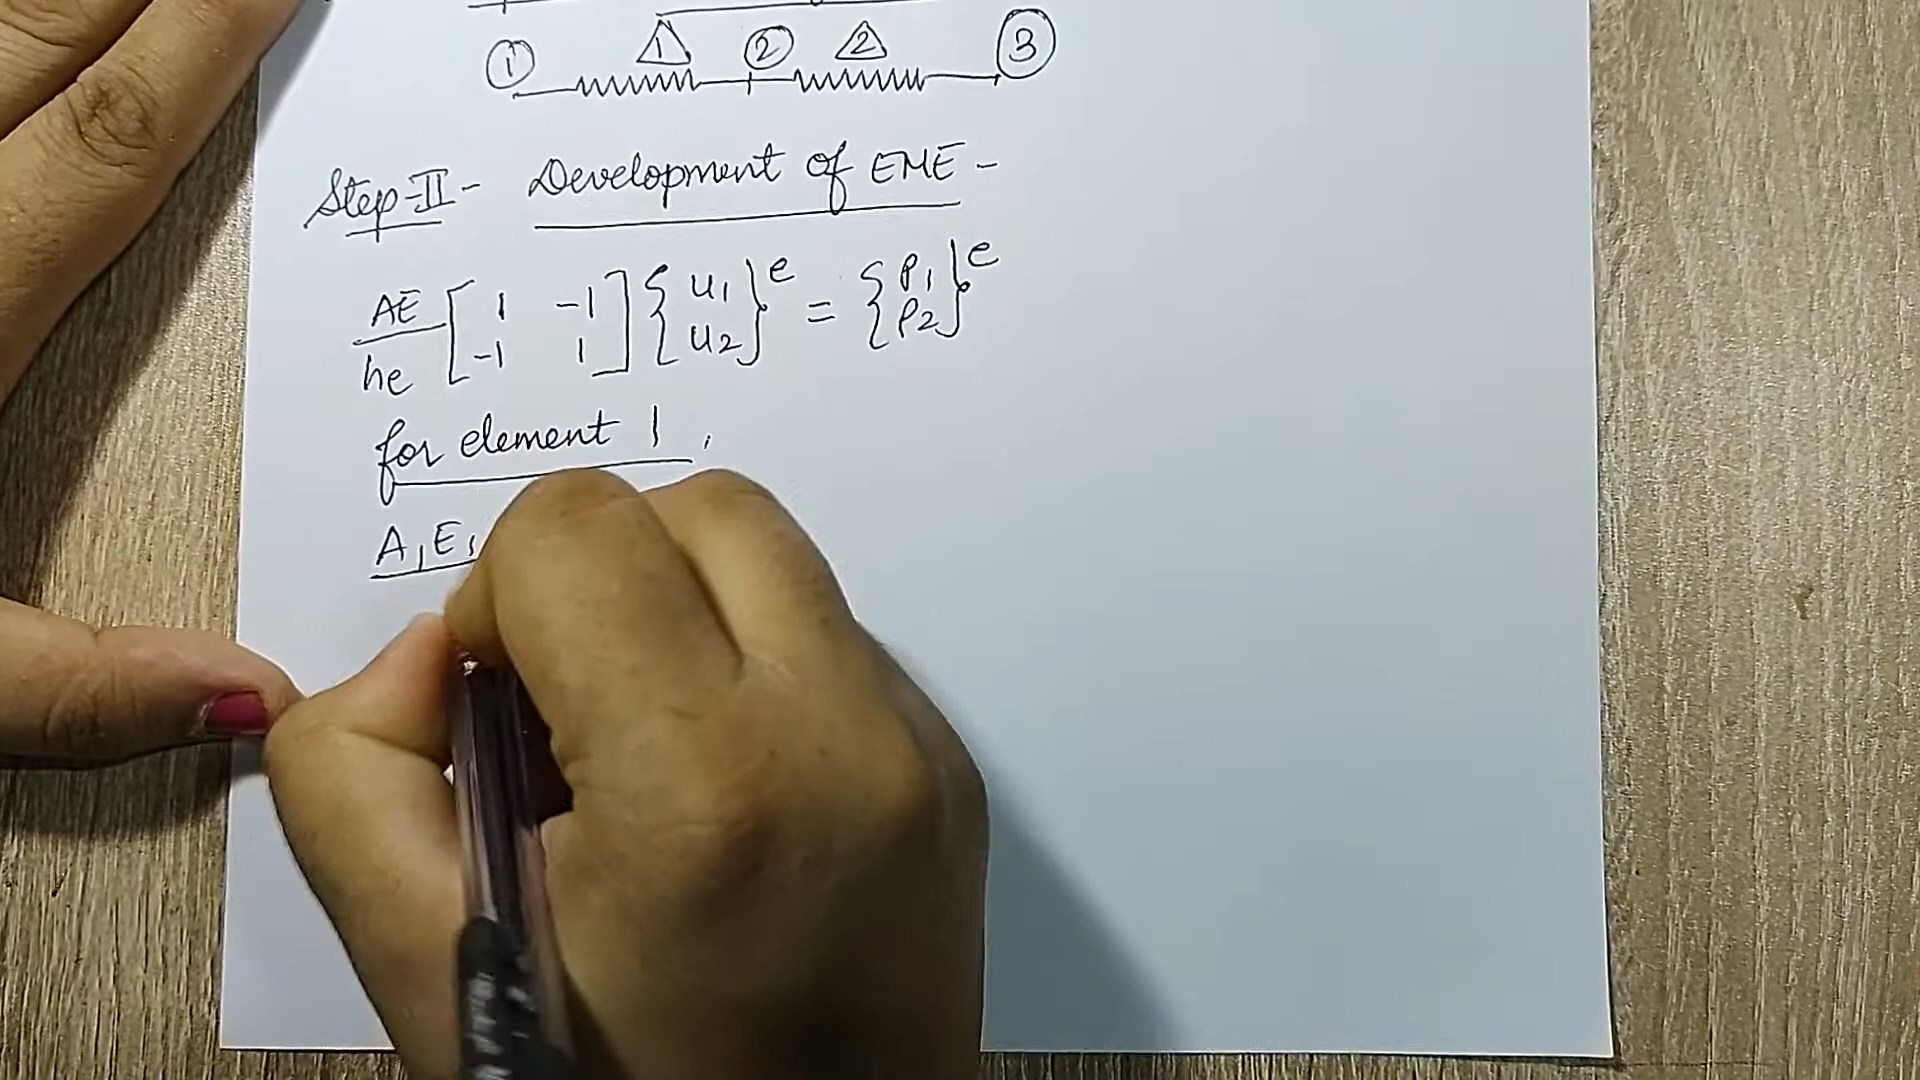 1 1 2 2 3
Step-II- Development of EME -
AE/he [1 -1 -1 1] {u1 u2}^e = {P1 P2}^e
for element 1,
A1E1